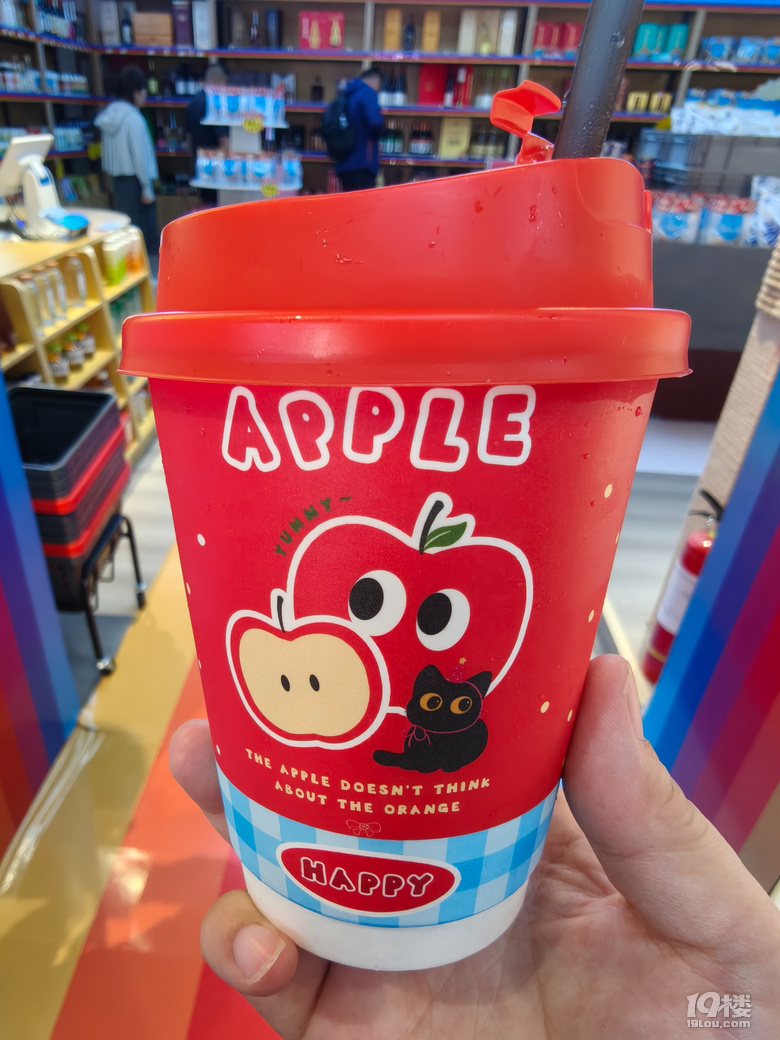 APPLE
YUMMY~
THE APPLE DOESN'T THINK
ABOUT THE ORANGE
HAPPY
19楼
19lou.com